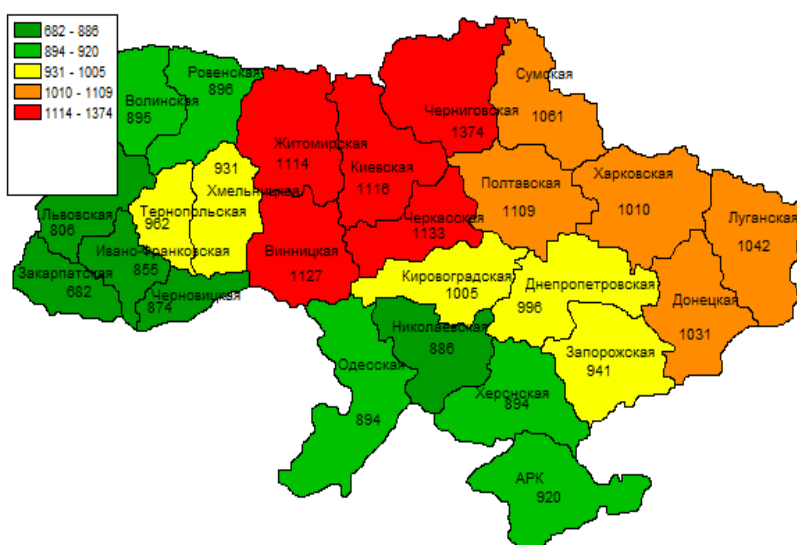 682 - 886
894 - 920
931 - 1005
1010 - 1109
1114 - 1374
Ровенская
896
Волинская
895
Сумская
1061
Черниговская
1374
Житомирская
1114
Киевская
1116
931
Хмельницкая
Тернопольская
962
Львовская
806
Ивано-Франковская
855
Закарпатская
682
Черновицкая
874
Винницкая
1127
Черкасская
1133
Полтавская
1109
Харковская
1010
Луганская
1042
Кировоградская
1005
Днепропетровская
996
Донецкая
1031
Николаевская
886
Запорожская
941
Одесская
894
Херснская
894
АРК
920